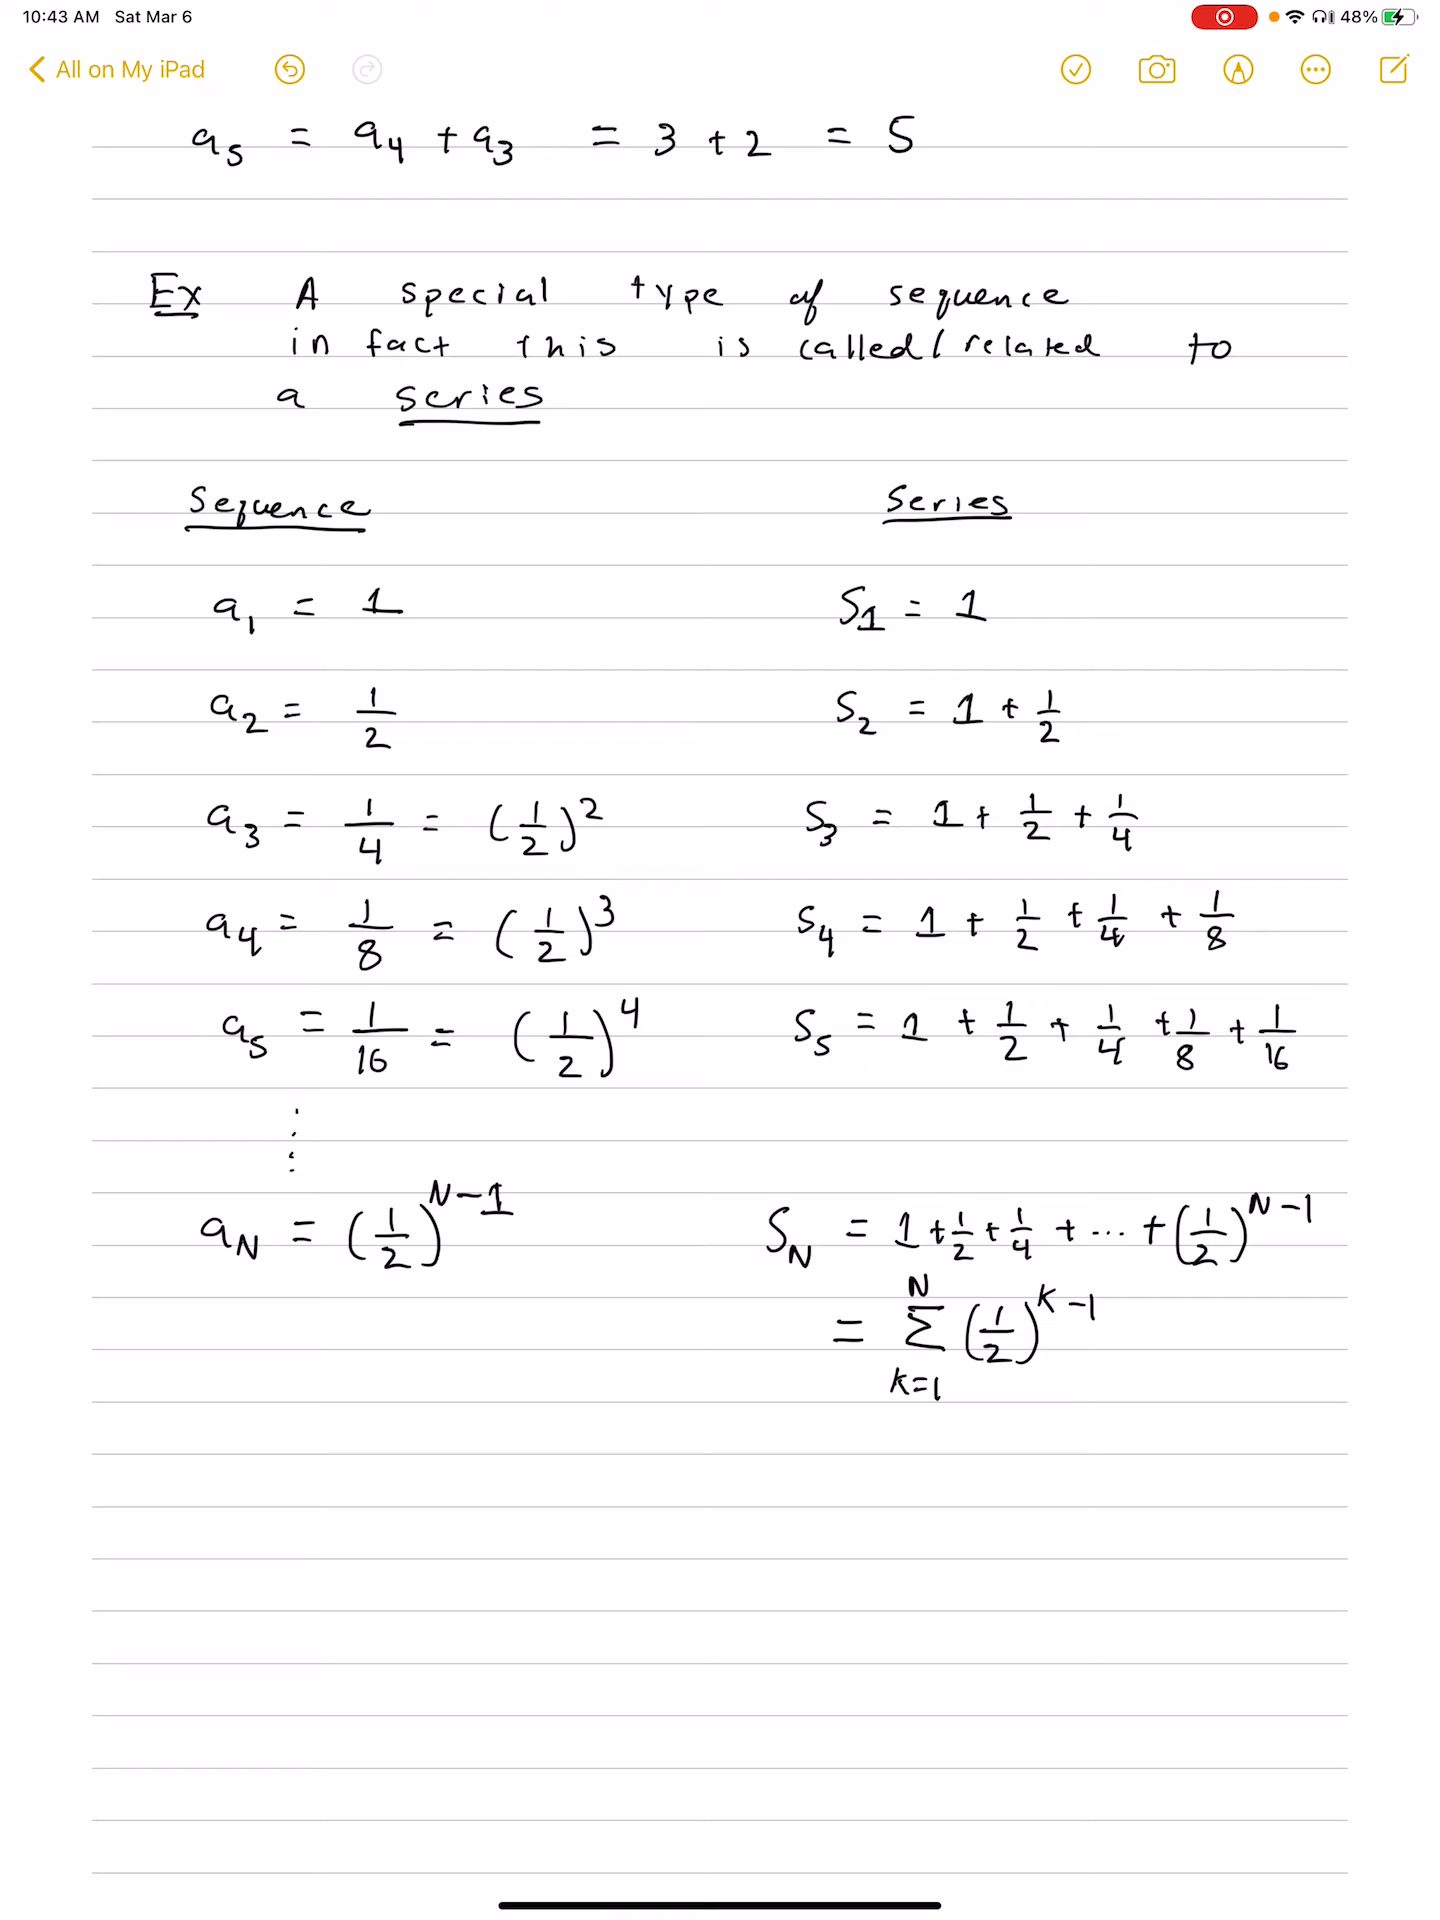 10:43 AM Sat Mar 6 48%
All on My iPad
a₅ = a₄ + a₃ = 3 + 2 = 5
Ex A special type of sequence
in fact this is called/related to
a series
Sequence Series
a₁ = 1 S₁ = 1
a₂ = 1/2 S₂ = 1 + 1/2
a₃ = 1/4 = (1/2)² S₃ = 1 + 1/2 + 1/4
a₄ = 1/8 = (1/2)³ S₄ = 1 + 1/2 + 1/4 + 1/8
a₅ = 1/16 = (1/2)⁴ S₅ = 1 + 1/2 + 1/4 + 1/8 + 1/16
⋮
a_N = (1/2)^(N-1) S_N = 1 + 1/2 + 1/4 + ... + (1/2)^(N-1)
= Σ_(k=1)^N (1/2)^(k-1)